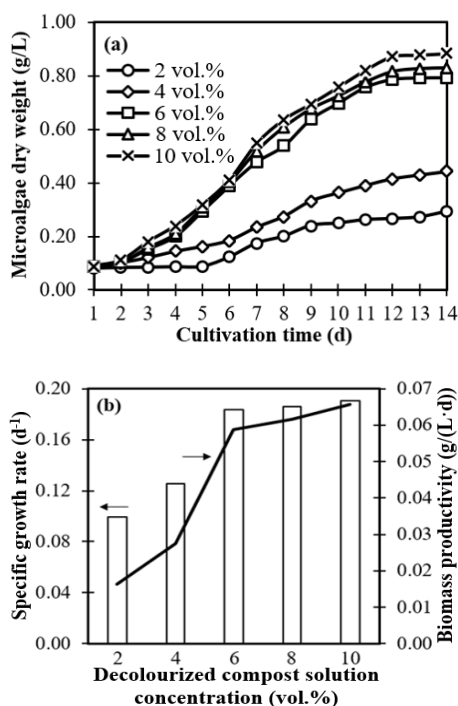 (a)
Microalgae dry weight (g/L)
1.00
0.80
0.60
0.40
0.20
0.00
2 vol.%
4 vol.%
6 vol.%
8 vol.%
10 vol.%
1 2 3 4 5 6 7 8 9 10 11 12 13 14
Cultivation time (d)
(b)
Specific growth rate (d-1)
0.20
0.16
0.12
0.08
0.04
0.00
0.07
0.06
0.05
0.04
0.03
0.02
0.01
0.00
Biomass productivity (g/(L·d)
2 4 6 8 10
Decolourized compost solution
concentration (vol.%)